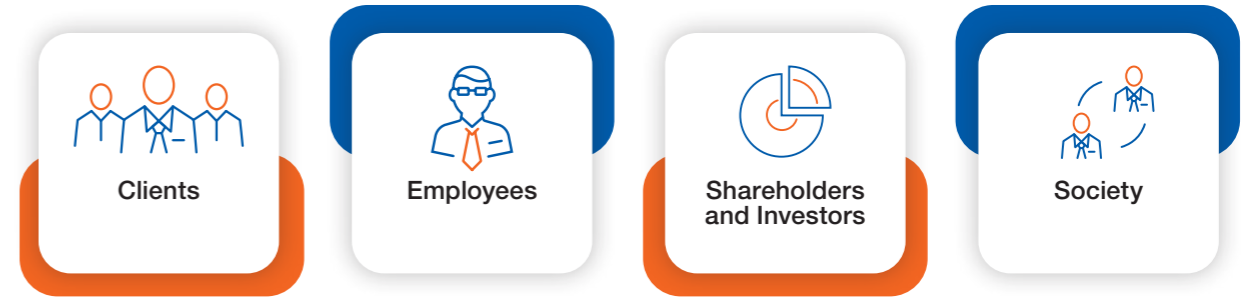 Clients
Employees
Shareholders
and Investors
Society